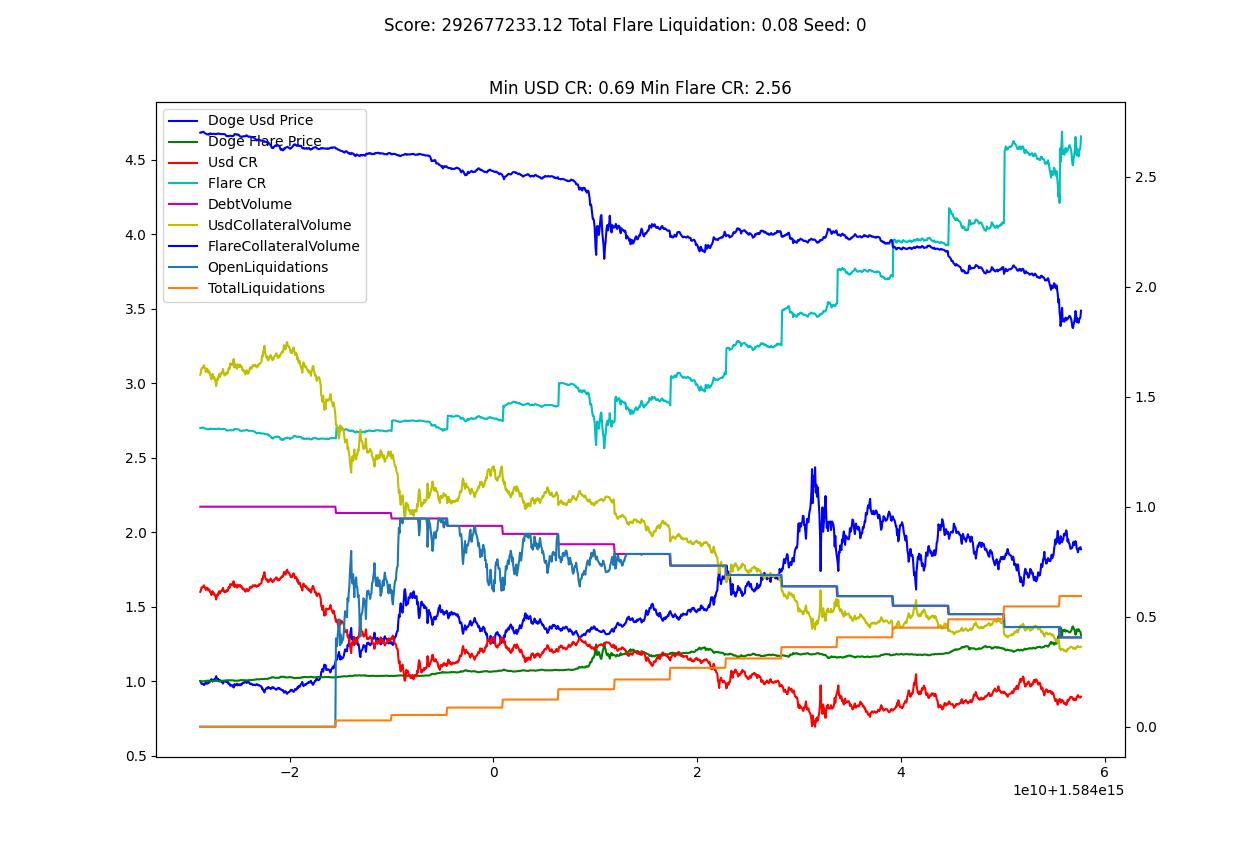 Score: 292677233.12 Total Flare Liquidation: 0.08 Seed: 0
Min USD CR: 0.69 Min Flare CR: 2.56
Doge Usd Price
Doge Flare Price
Usd CR
Flare CR
DebtVolume
UsdCollateralVolume
FlareCollateralVolume
OpenLiquidations
TotalLiquidations
4.5
4.0
3.5
3.0
2.5
2.0
1.5
1.0
0.5
2.5
2.0
1.5
1.0
0.5
0.0
−2
0
2
4
6
1e10+1.584e15